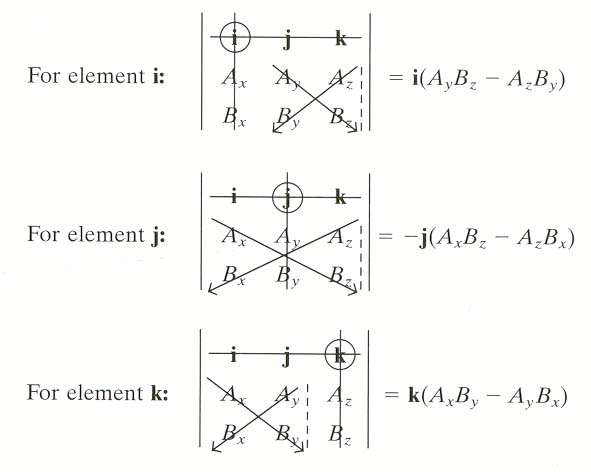 i j k
For element i: A_x A_y A_z = i(A_yB_z − A_zB_y)
B_x B_y B_z
i j k
For element j: A_x A_y A_z = −j(A_xB_z − A_zB_x)
B_x B_y B_z
i j k
For element k: A_x A_y A_z = k(A_xB_y − A_yB_x)
B_x B_y B_z